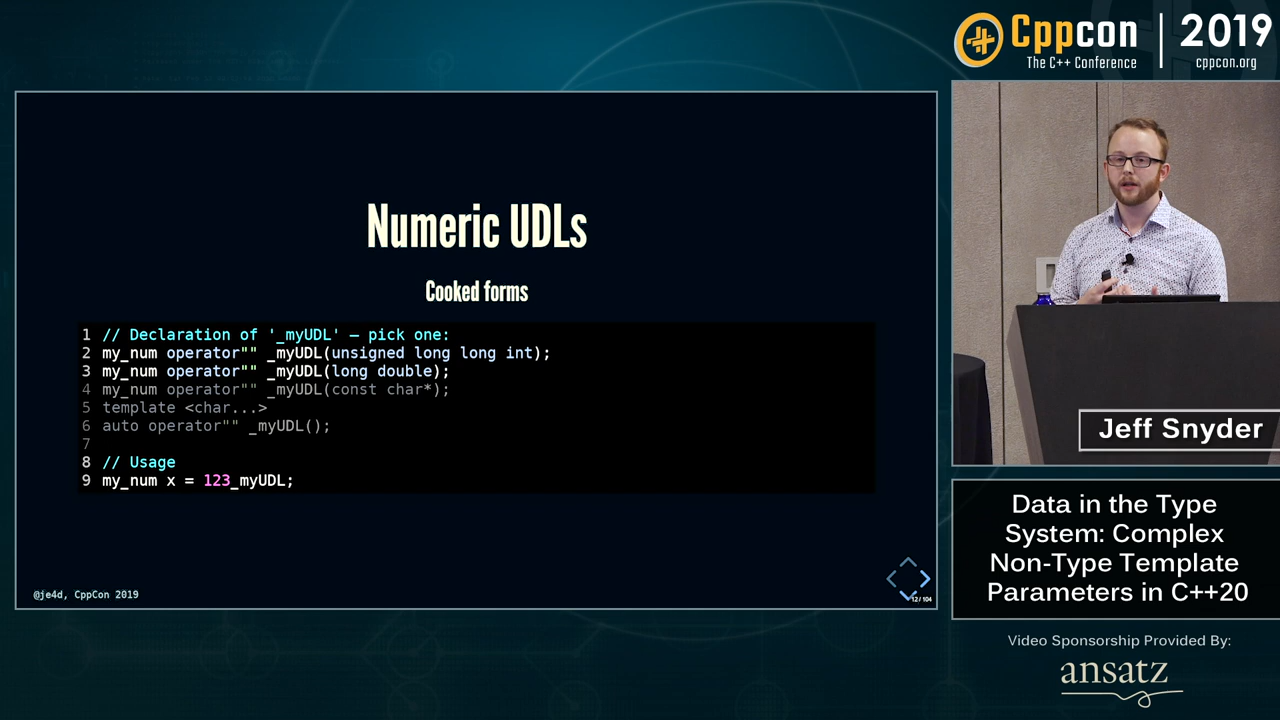 Cppcon | 2019
The C++ Conference
cppcon.org
Numeric UDLs
Cooked forms
1 // Declaration of '_myUDL' – pick one:
2 my_num operator"" _myUDL(unsigned long long int);
3 my_num operator"" _myUDL(long double);
4 my_num operator"" _myUDL(const char*);
5 template <char...>
6 auto operator"" _myUDL();
7
8 // Usage
9 my_num x = 123_myUDL;
@je4d, CppCon 2019
12 / 104
Jeff Snyder
Data in the Type
System: Complex
Non-Type Template
Parameters in C++20
Video Sponsorship Provided By:
ansatz